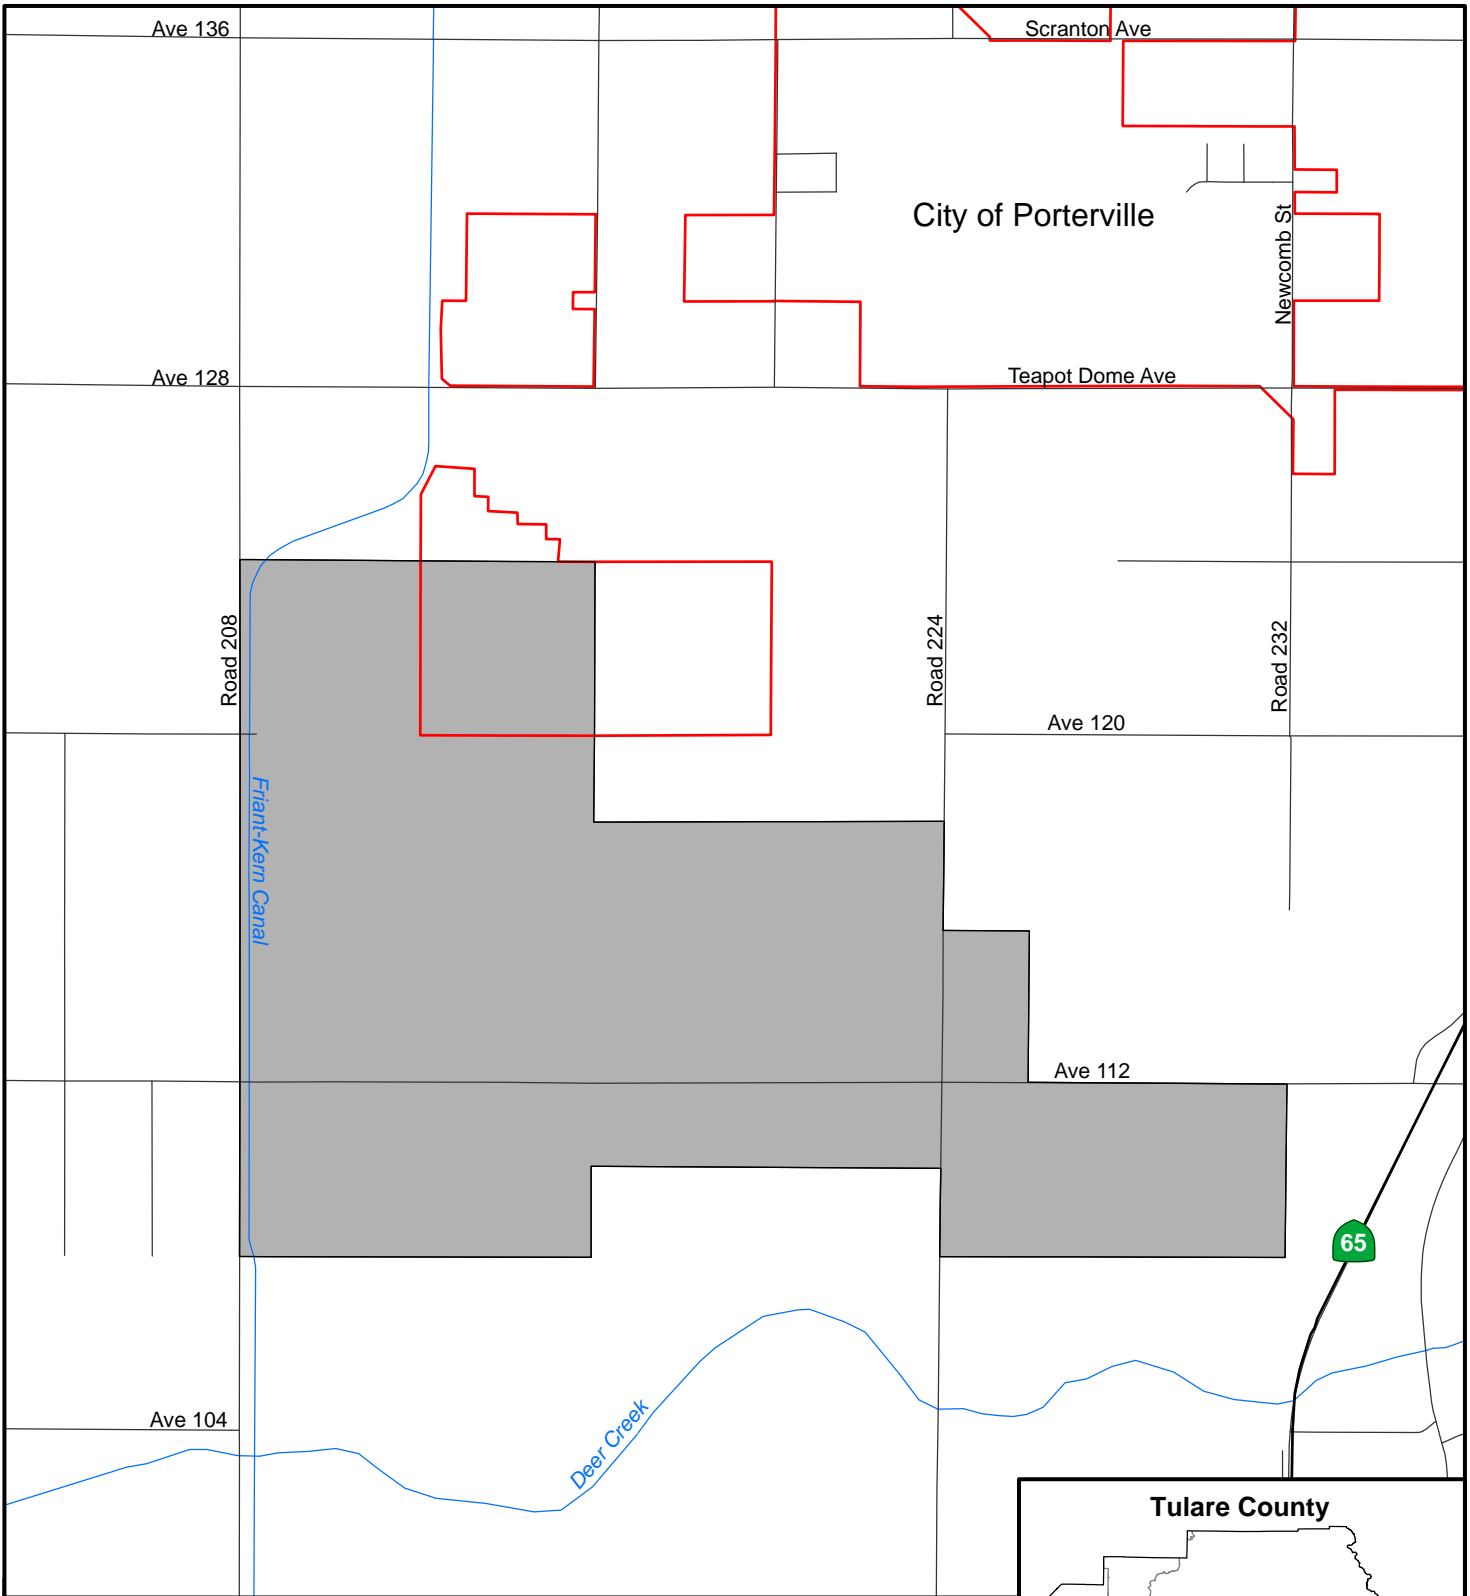 Ave 136
Scranton Ave
City of Porterville
Newcomb St
Ave 128
Teapot Dome Ave
Road 208
Road 224
Road 232
Ave 120
Friant-Kern Canal
Ave 112
65
Ave 104
Deer Creek
Tulare County